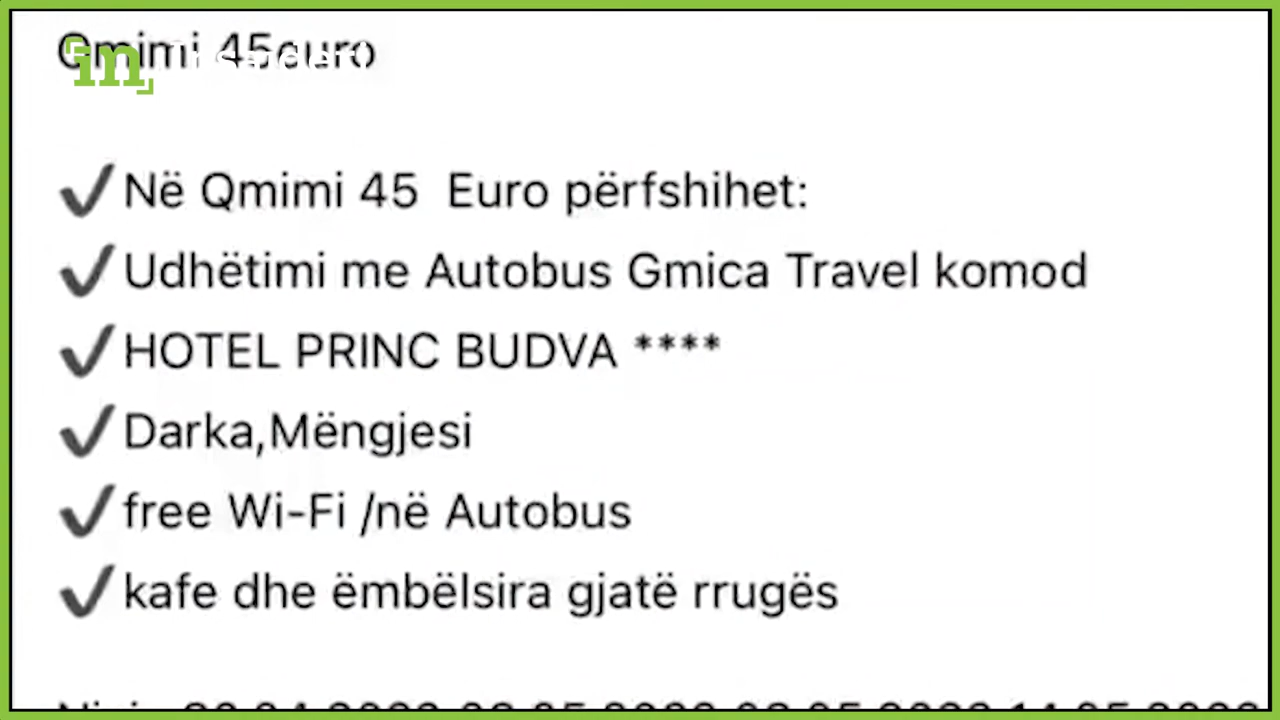 Qmimi 45euro
in
✔Në Qmimi 45 Euro përfshihet:
✔Udhëtimi me Autobus Gmica Travel komod
✔HOTEL PRINC BUDVA ****
✔Darka,Mëngjesi
✔free Wi-Fi /në Autobus
✔kafe dhe ëmbëlsira gjatë rrugës